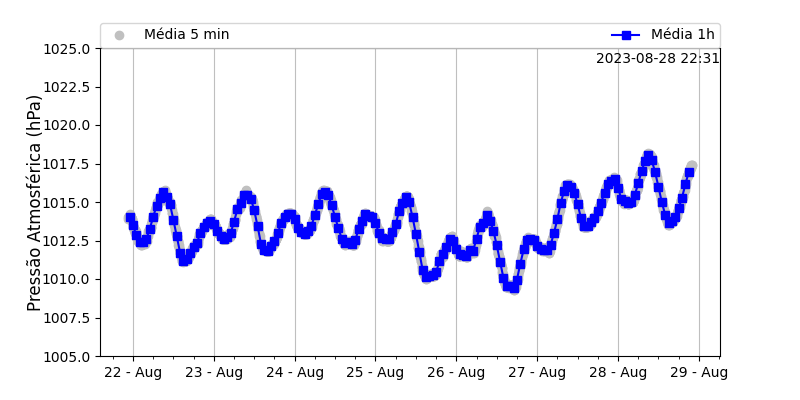 Média 5 min
Média 1h
2023-08-28 22:31
Pressão Atmosférica (hPa)
1025.0
1022.5
1020.0
1017.5
1015.0
1012.5
1010.0
1007.5
1005.0
22 - Aug
23 - Aug
24 - Aug
25 - Aug
26 - Aug
27 - Aug
28 - Aug
29 - Aug